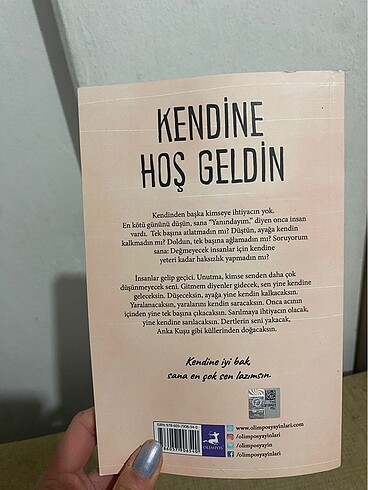 KENDİNE
HOŞ GELDİN
Kendinden başka kimseye ihtiyacın yok.
En kötü gününü düşün, sana "Yanındayım." diyen onca insan
vardı. Tek başına atlatmadın mı? Düştün, ayağa kendin
kalkmadın mı? Doldun, tek başına ağlamadın mı? Soruyorum
sana: Değmeyecek insanlar için kendine
yeteri kadar haksızlık yapmadın mı?
İnsanlar gelip geçici. Unutma, kimse senden daha çok
düşünmeyecek seni. Gitmem diyenler gidecek, sen yine kendine
geleceksin. Düşeceksin, ayağa yine kendin kalkacaksın.
Yaralanacaksın, yaralarını kendin saracaksın. Onca acının
içinden yine tek başına çıkacaksın. Sarılmaya ihtiyacın olacak,
yine kendine sarılacaksın. Dertlerin seni yakacak,
Anka Kuşu gibi küllerinden doğacaksın.
Kendine iyi bak,
sana en çok sen lazımsın.
OLIMPOS
www.olimposyayinlari.com
/olimposyayinlari
/olimposyayin
/olimposyayinlari